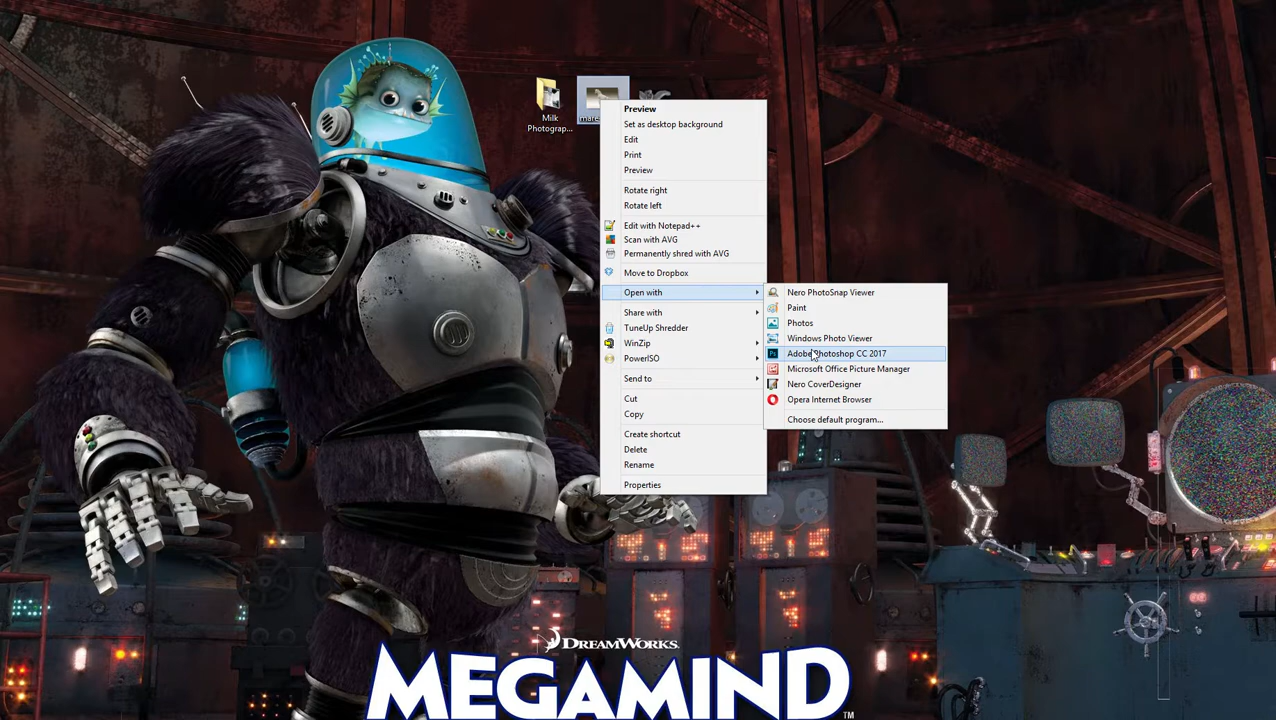 Milk
Photograp...
mare
Preview
Set as desktop background
Edit
Print
Preview
Rotate right
Rotate left
Edit with Notepad++
Scan with AVG
Permanently shred with AVG
Move to Dropbox
Open with
Share with
TuneUp Shredder
WinZip
PowerISO
Send to
Cut
Copy
Create shortcut
Delete
Rename
Properties
Nero PhotoSnap Viewer
Paint
Photos
Windows Photo Viewer
Adobe Photoshop CC 2017
Microsoft Office Picture Manager
Nero CoverDesigner
Opera Internet Browser
Choose default program...
DREAMWORKS
MEGAMIND™